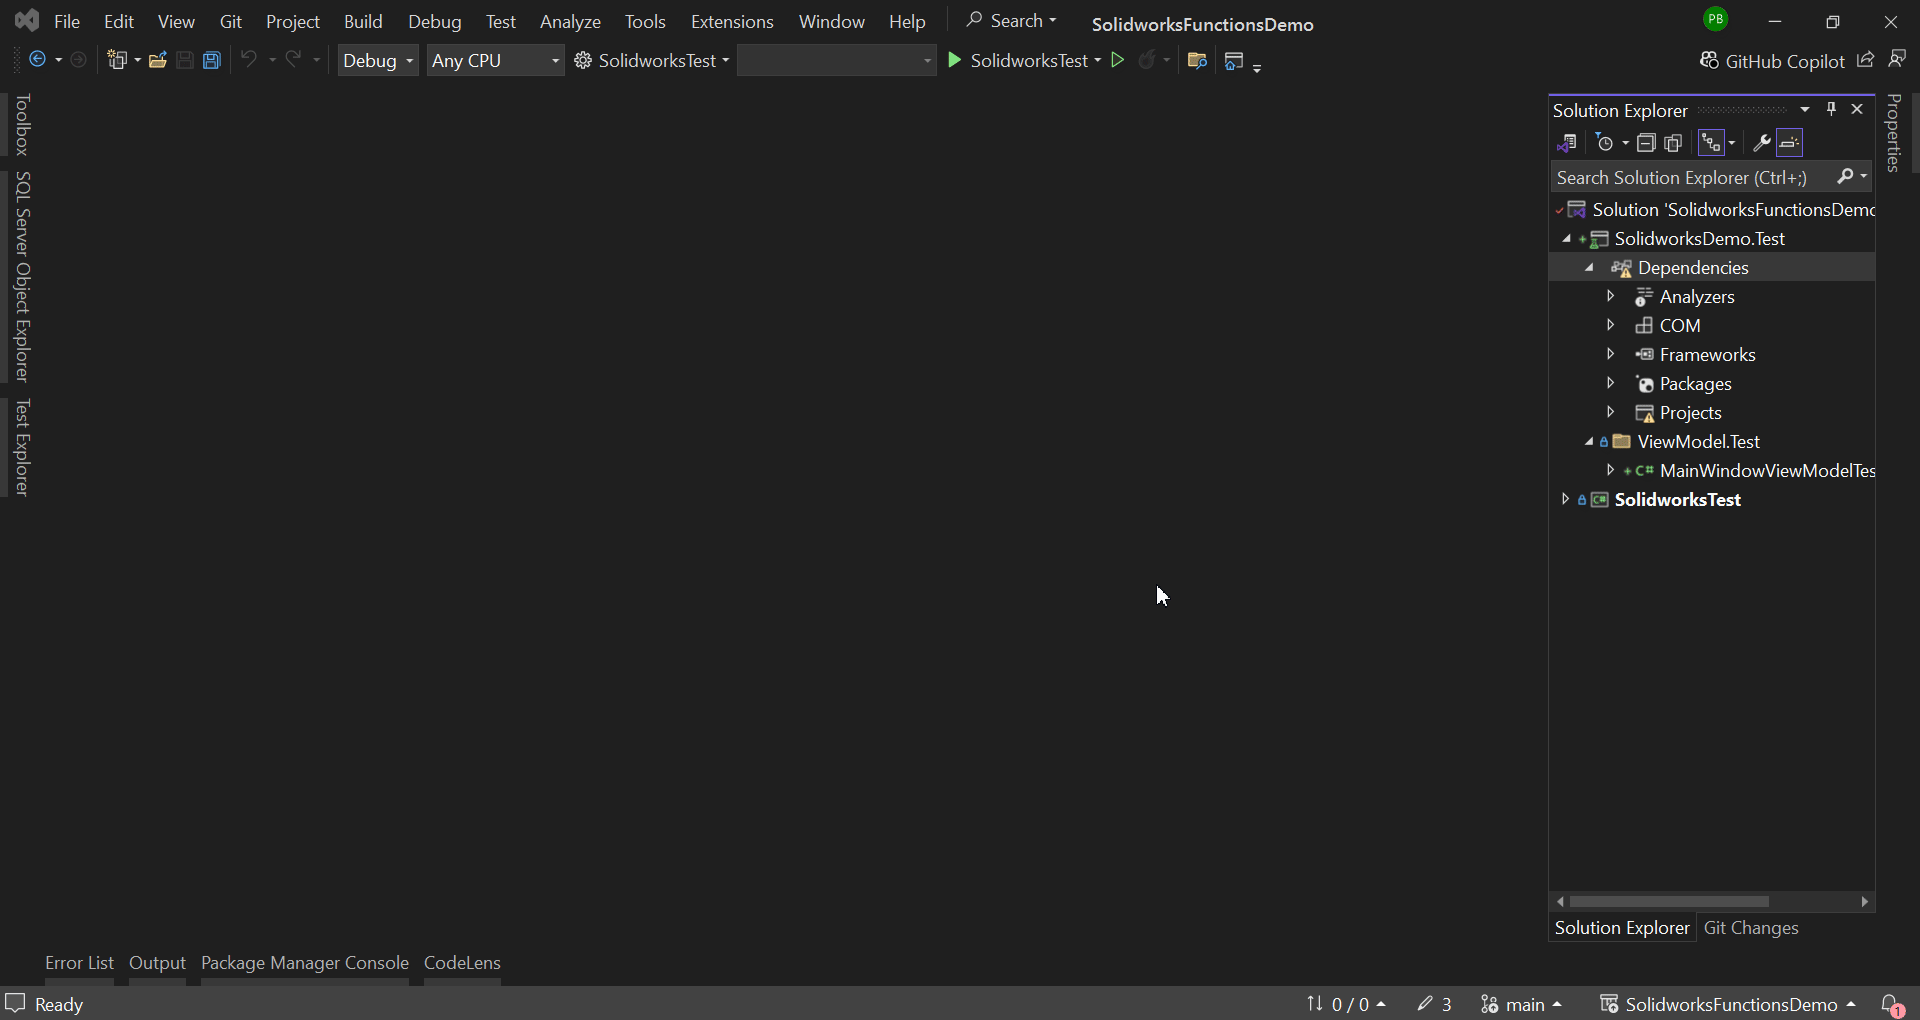 File Edit View Git Project Build Debug Test Analyze Tools Extensions Window Help Search SolidworksFunctionsDemo PB
Debug Any CPU SolidworksTest SolidworksTest GitHub Copilot
Toolbox
SQL Server Object Explorer
Test Explorer
Solution Explorer
Search Solution Explorer (Ctrl+;)
Solution 'SolidworksFunctionsDemo
SolidworksDemo.Test
Dependencies
Analyzers
COM
Frameworks
Packages
Projects
ViewModel.Test
C# MainWindowViewModelTes
C# SolidworksTest
Solution Explorer Git Changes
Properties
Error List Output Package Manager Console CodeLens
Ready 0 / 0 3 main SolidworksFunctionsDemo 1